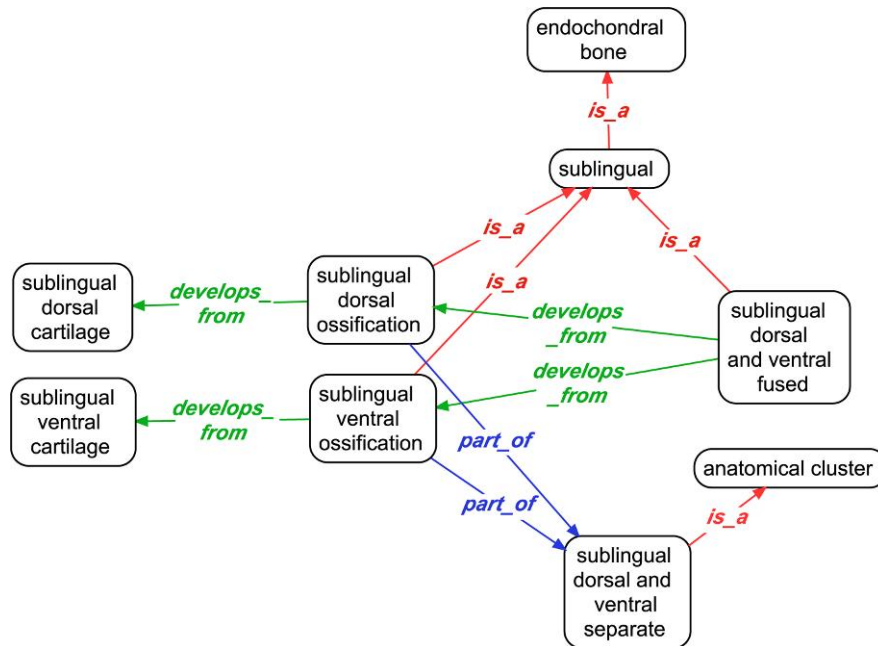 endochondral
bone
is_a
sublingual
is_a
is_a
is_a
sublingual
dorsal
cartilage
develops_
from
sublingual
dorsal
ossification
develops
_from
sublingual
dorsal
and ventral
fused
sublingual
ventral
cartilage
develops_
from
sublingual
ventral
ossification
develops
_from
part_of
part_of
anatomical cluster
is_a
sublingual
dorsal and
ventral
separate